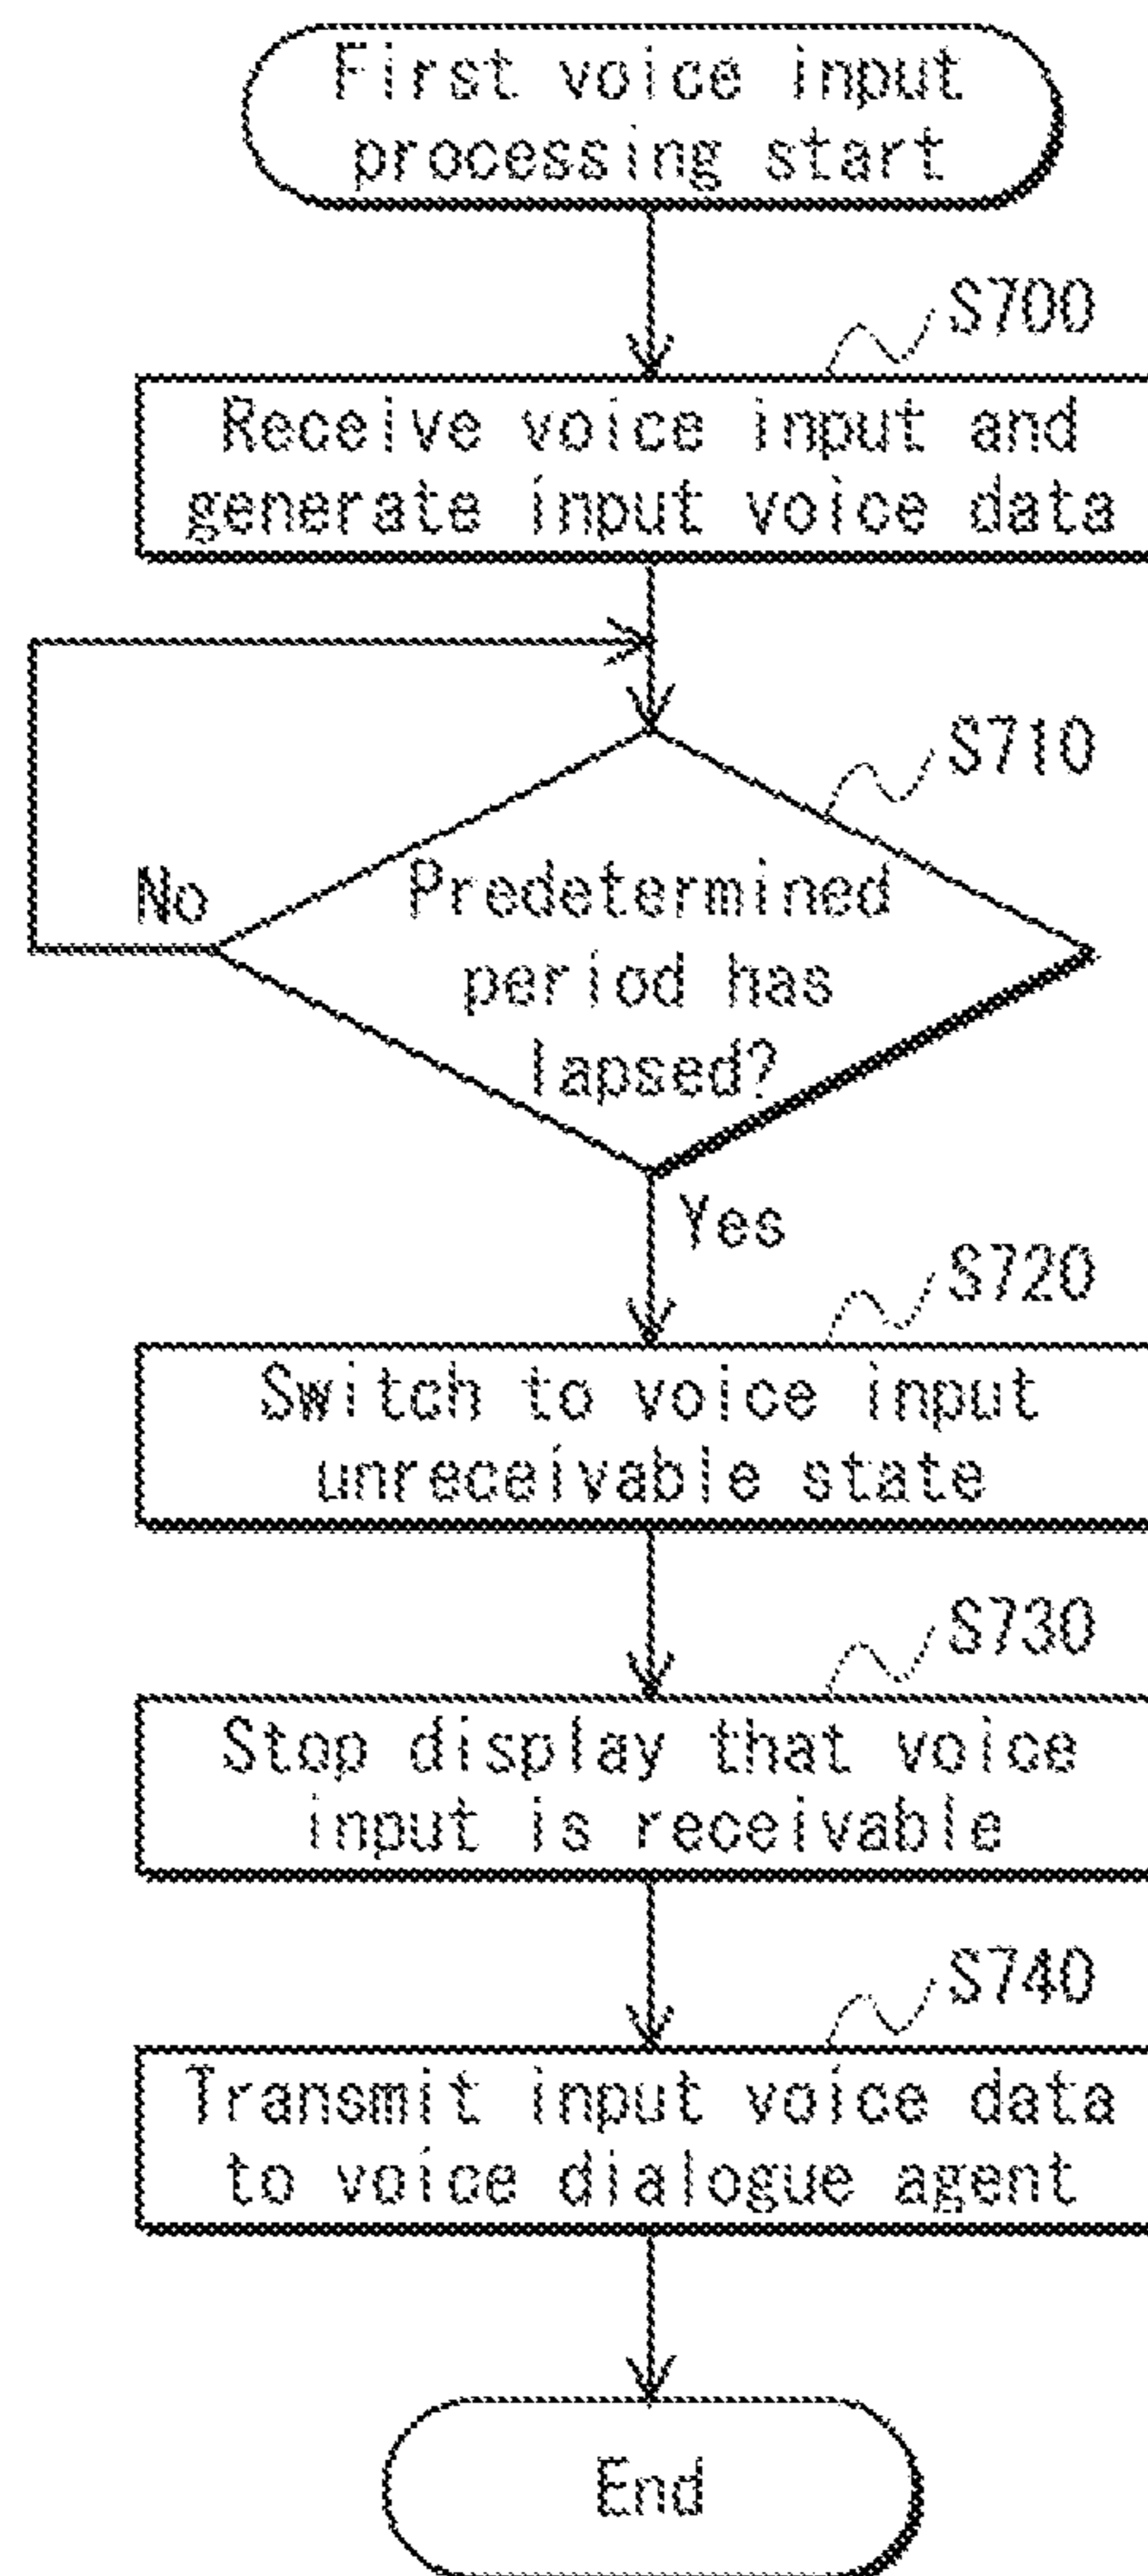 First voice input
processing start
S700
Receive voice input and
generate input voice data
S710
No
Predetermined
period has
lapsed?
Yes
S720
Switch to voice input
unreceivable state
S730
Stop display that voice
input is receivable
S740
Transmit input voice data
to voice dialogue agent
End